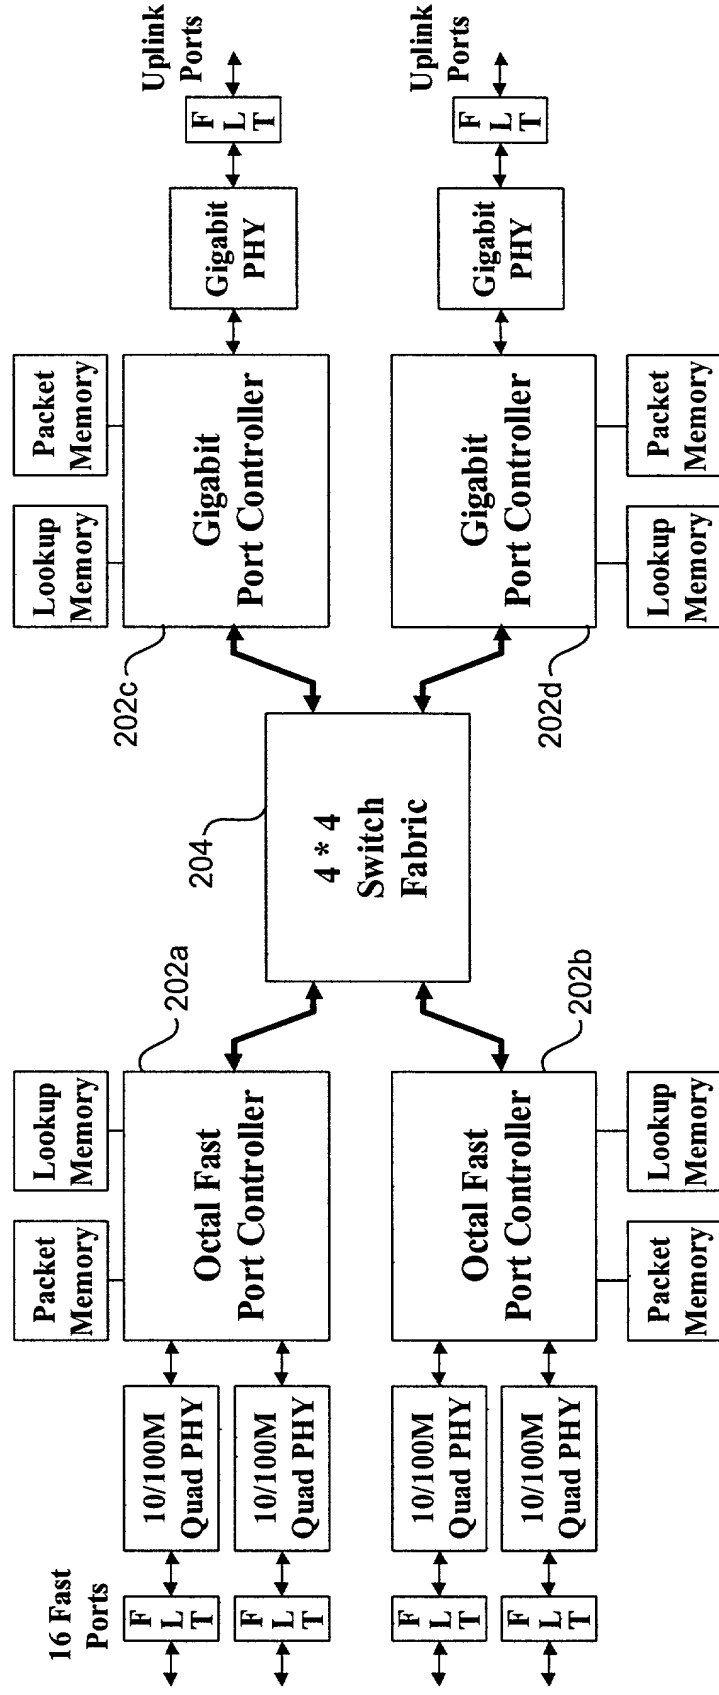 16 Fast
Ports
F
L
T
F
L
T
10/100M
Quad PHY
10/100M
Quad PHY
Packet
Memory
Lookup
Memory
Octal Fast
Port Controller
202a
F
L
T
F
L
T
10/100M
Quad PHY
10/100M
Quad PHY
Octal Fast
Port Controller
202b
Packet
Memory
Lookup
Memory
204
4 * 4
Switch
Fabric
202c
Lookup
Memory
Packet
Memory
Gigabit
Port Controller
Gigabit
PHY
F
L
T
Uplink
Ports
202d
Gigabit
Port Controller
Lookup
Memory
Packet
Memory
Gigabit
PHY
F
L
T
Uplink
Ports